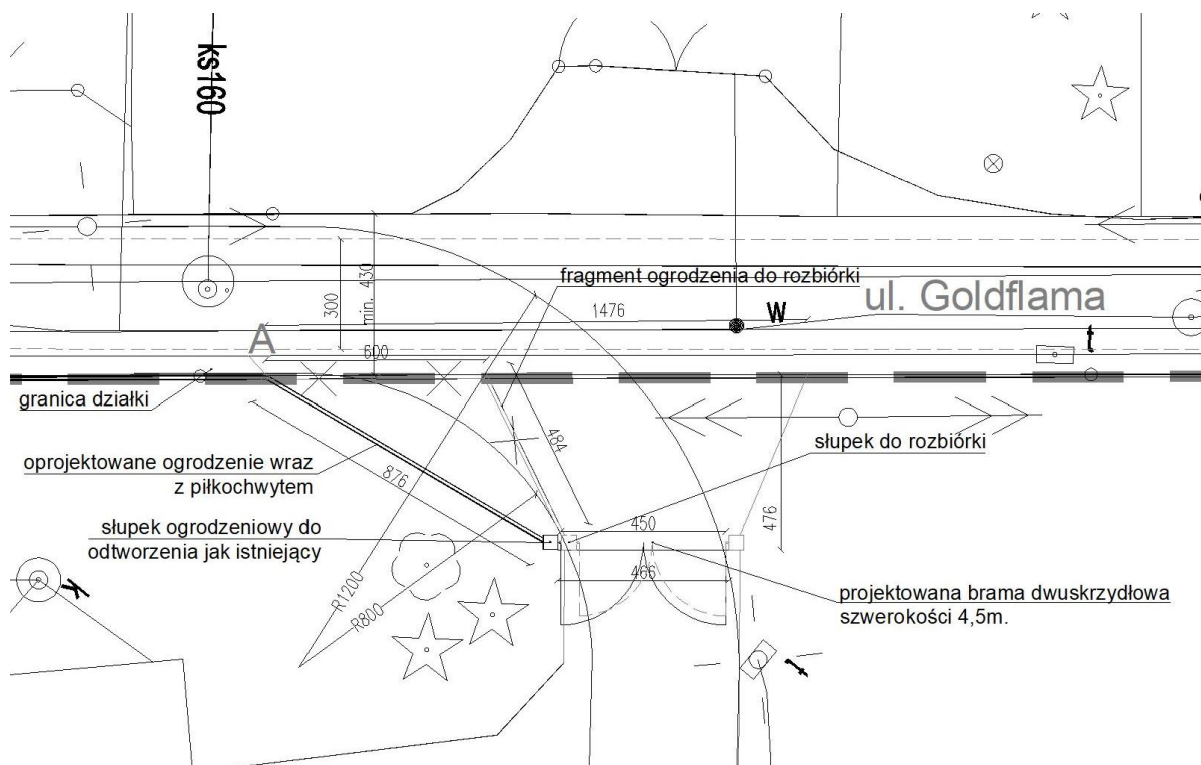 ks160
fragment ogrodzenia do rozbiórki
300
min. 430
1476
W
ul. Goldflama
A
600
t
granica działki
słupek do rozbiórki
oprojektowane ogrodzenie wraz
z piłkochwytem
484
876
476
słupek ogrodzeniowy do
odtworzenia jak istniejący
450
466
k
R1200
R800
projektowana brama dwuskrzydłowa
szwerokości 4,5m.